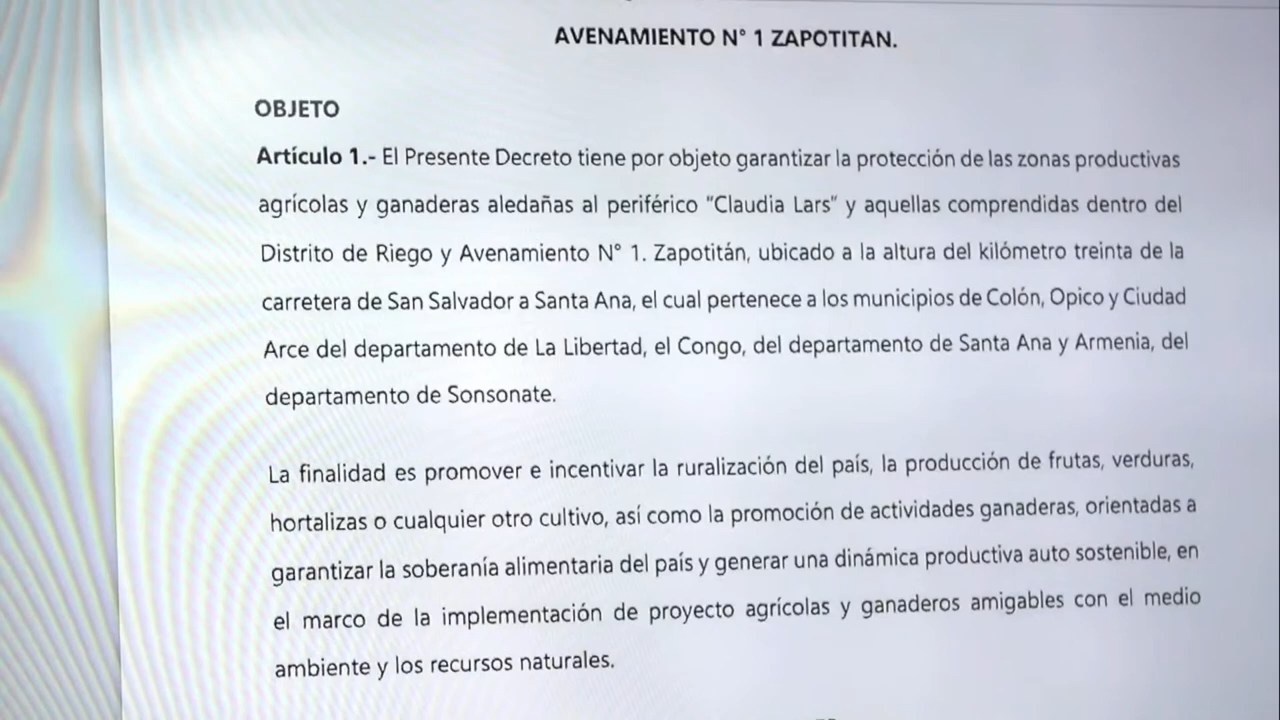 AVENAMIENTO N° 1 ZAPOTITAN.
OBJETO
Artículo 1.- El Presente Decreto tiene por objeto garantizar la protección de las zonas productivas
agrícolas y ganaderas aledañas al periférico "Claudia Lars" y aquellas comprendidas dentro del
Distrito de Riego y Avenamiento N° 1. Zapotitán, ubicado a la altura del kilómetro treinta de la
carretera de San Salvador a Santa Ana, el cual pertenece a los municipios de Colón, Opico y Ciudad
Arce del departamento de La Libertad, el Congo, del departamento de Santa Ana y Armenia, del
departamento de Sonsonate.
La finalidad es promover e incentivar la ruralización del país, la producción de frutas, verduras,
hortalizas o cualquier otro cultivo, así como la promoción de actividades ganaderas, orientadas a
garantizar la soberanía alimentaria del país y generar una dinámica productiva auto sostenible, en
el marco de la implementación de proyecto agrícolas y ganaderos amigables con el medio
ambiente y los recursos naturales.